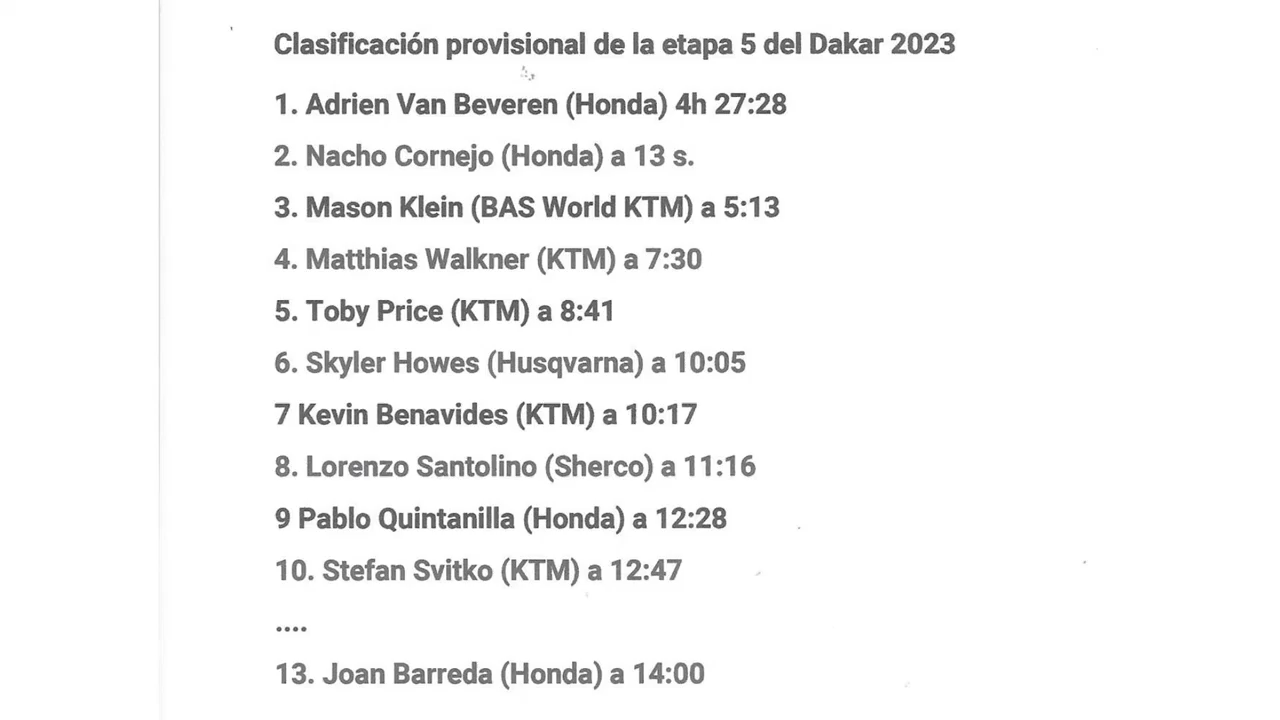 Clasificación provisional de la etapa 5 del Dakar 2023
1. Adrien Van Beveren (Honda) 4h 27:28
2. Nacho Cornejo (Honda) a 13 s.
3. Mason Klein (BAS World KTM) a 5:13
4. Matthias Walkner (KTM) a 7:30
5. Toby Price (KTM) a 8:41
6. Skyler Howes (Husqvarna) a 10:05
7 Kevin Benavides (KTM) a 10:17
8. Lorenzo Santolino (Sherco) a 11:16
9 Pablo Quintanilla (Honda) a 12:28
10. Stefan Svitko (KTM) a 12:47
....
13. Joan Barreda (Honda) a 14:00